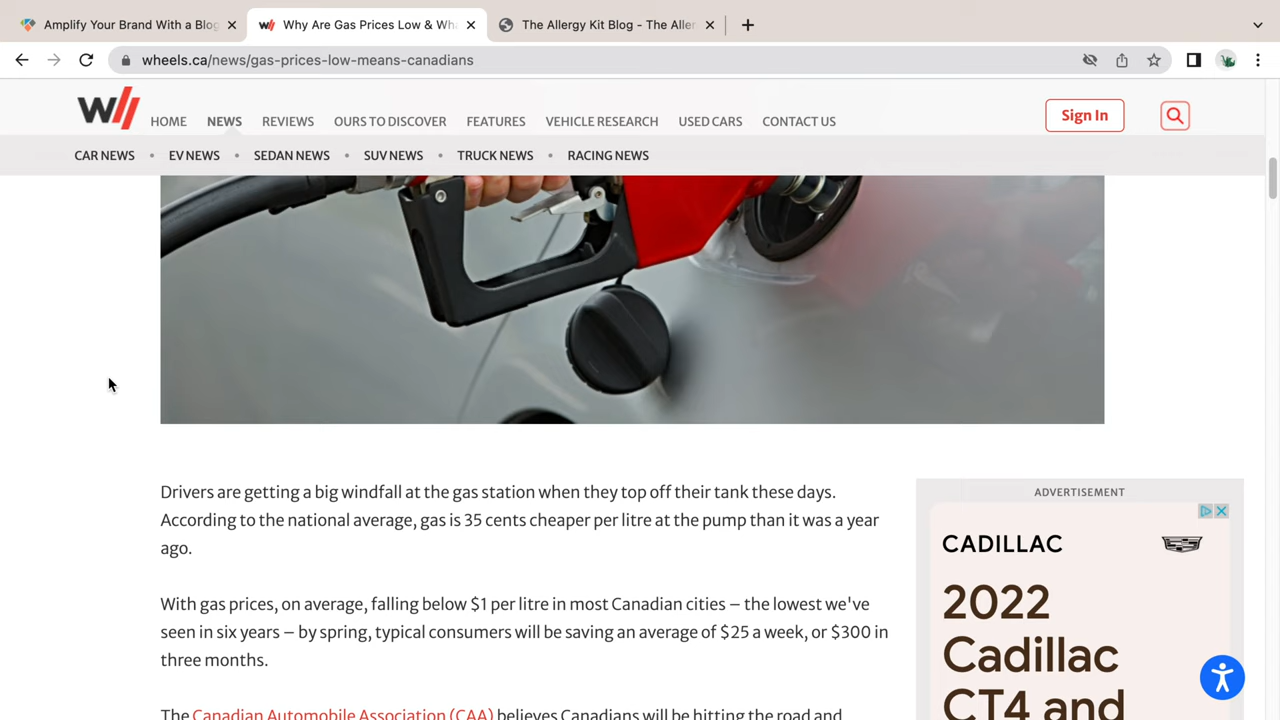 Amplify Your Brand With a Blog
Why Are Gas Prices Low & Wha
The Allergy Kit Blog - The Aller
wheels.ca/news/gas-prices-low-means-canadians
W
HOME NEWS REVIEWS OURS TO DISCOVER FEATURES VEHICLE RESEARCH USED CARS CONTACT US
Sign In
CAR NEWS • EV NEWS • SEDAN NEWS • SUV NEWS • TRUCK NEWS • RACING NEWS
Drivers are getting a big windfall at the gas station when they top off their tank these days.
According to the national average, gas is 35 cents cheaper per litre at the pump than it was a year
ago.
With gas prices, on average, falling below $1 per litre in most Canadian cities – the lowest we've
seen in six years – by spring, typical consumers will be saving an average of $25 a week, or $300 in
three months.
The Canadian Automobile Association (CAA) believes Canadians will be hitting the road and
ADVERTISEMENT
CADILLAC
2022
Cadillac
CT4 and